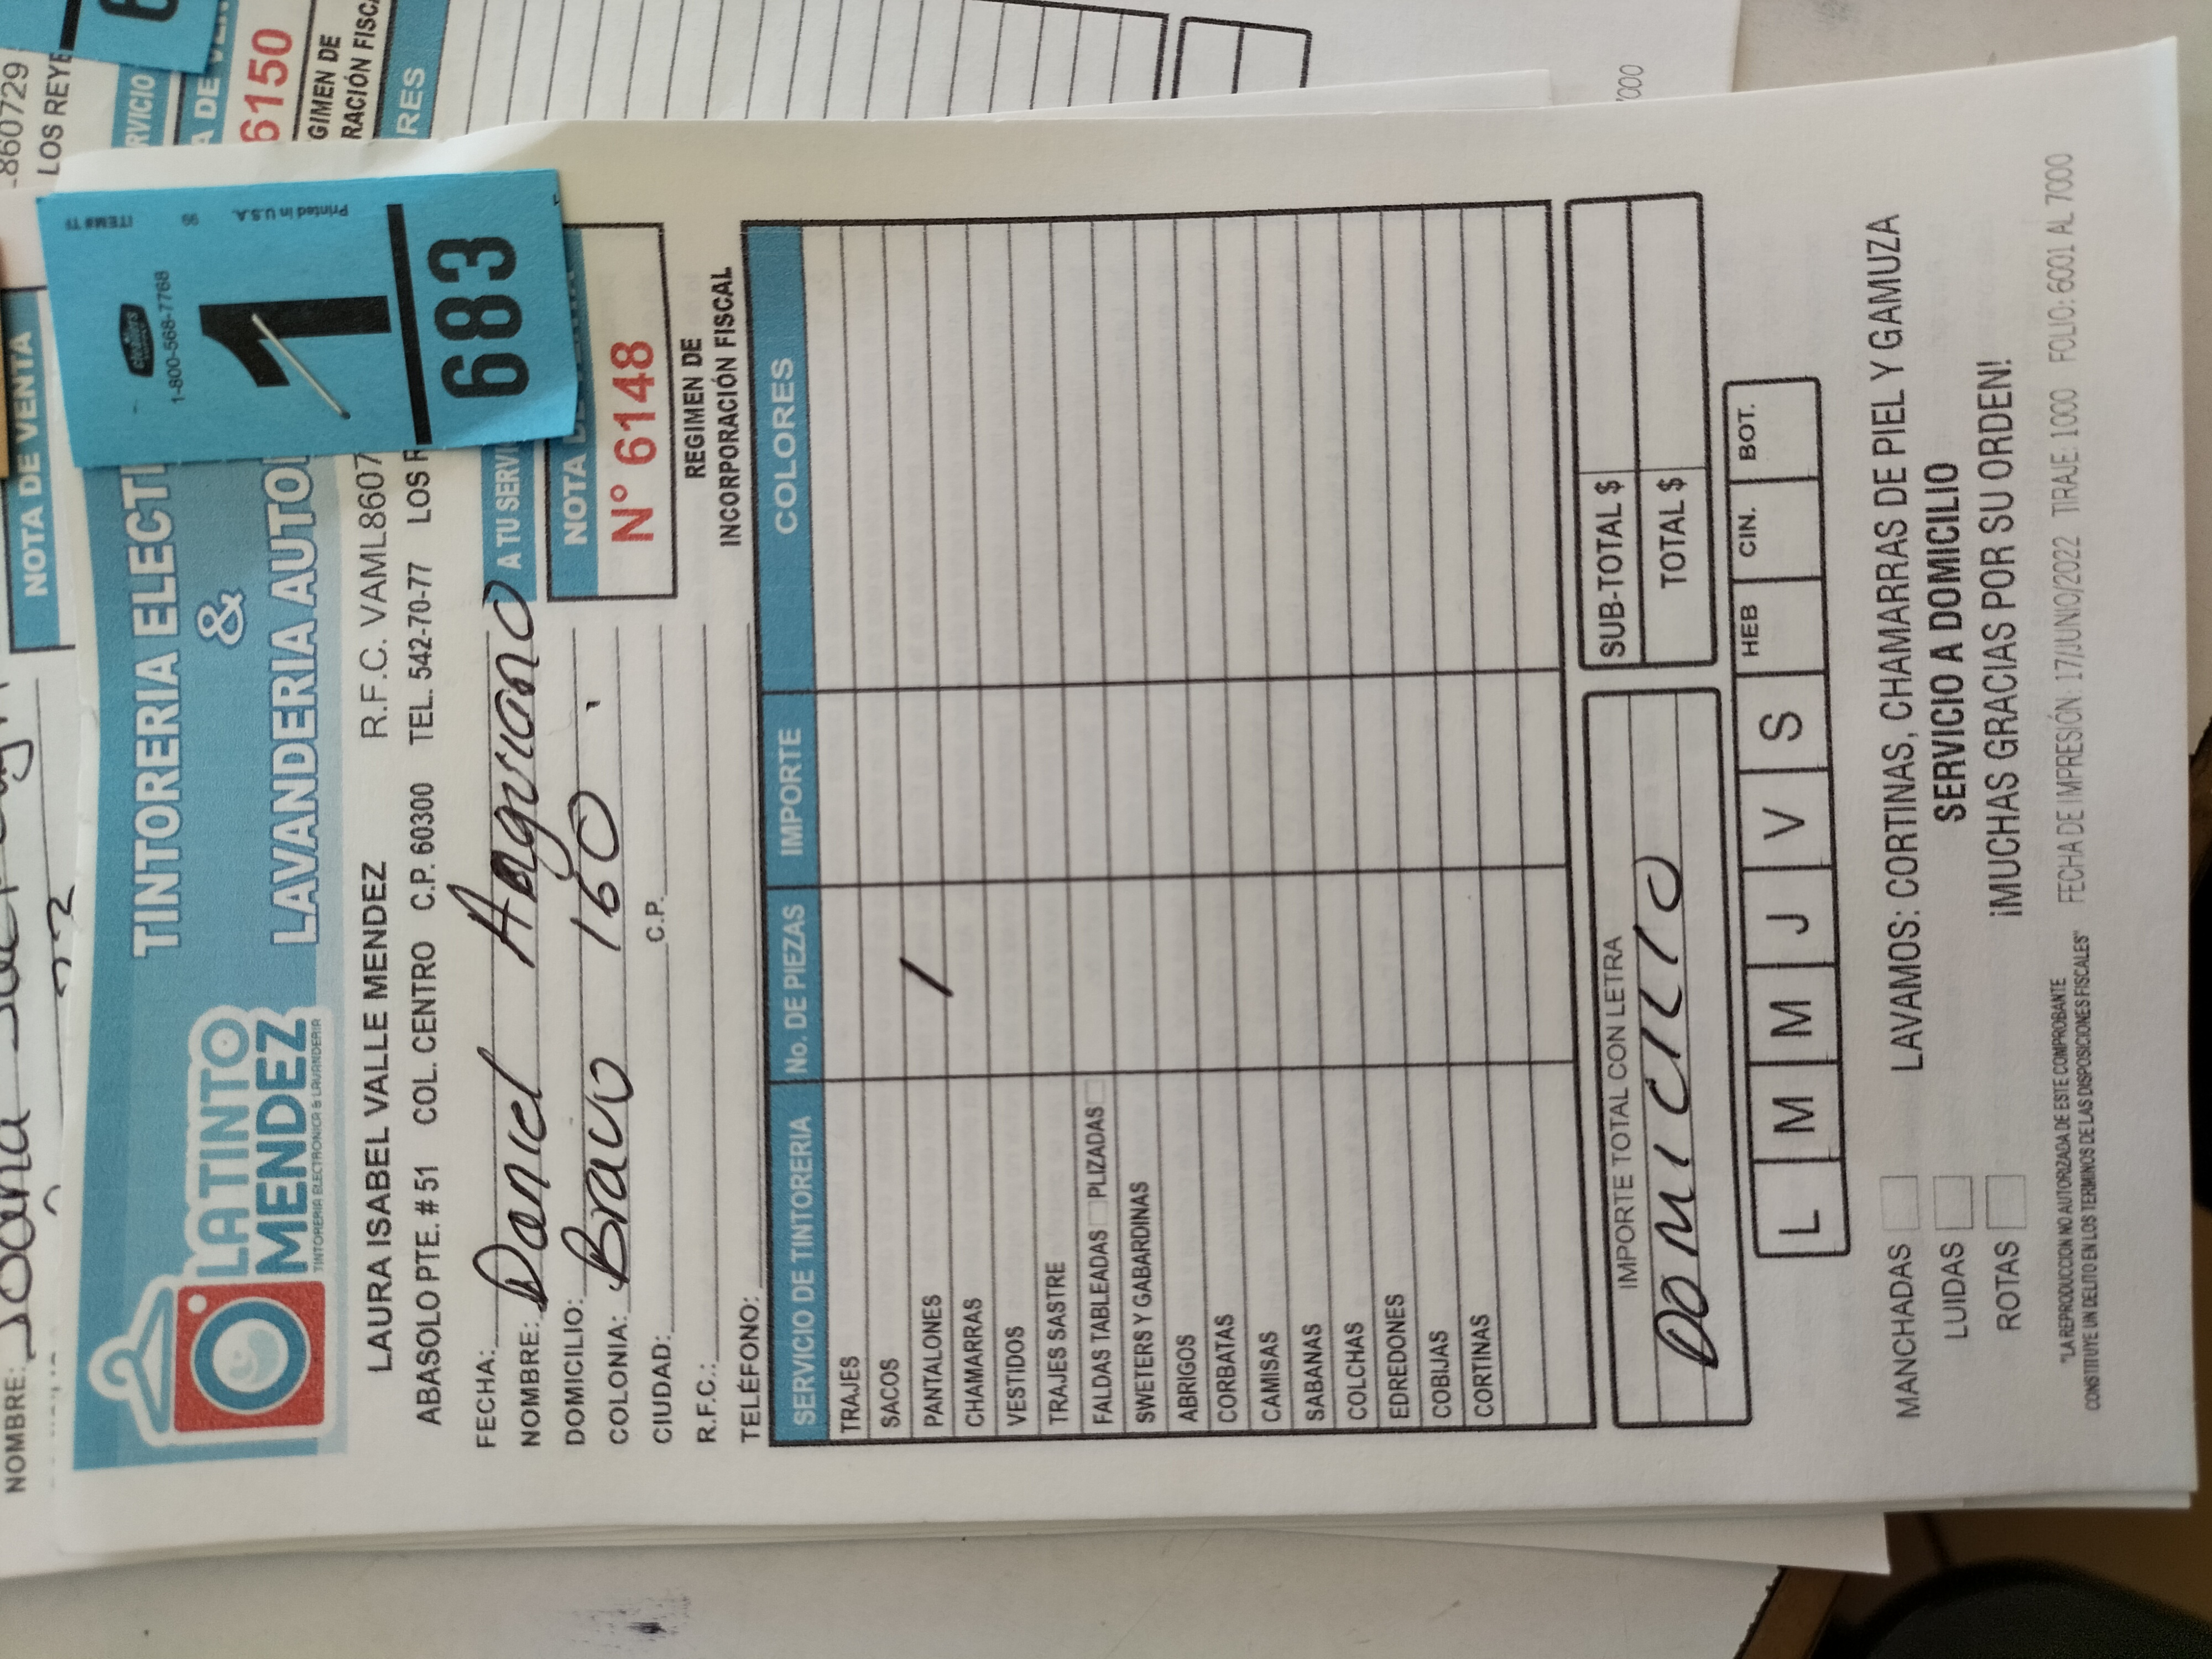 NOMBRE: Joana
NOTA DE VENTA
-860729
LOS REYE
RVICIO
6150
GIMEN DE
RACIÓN FISC
RES
7000
ITEM# 1F
99
Printed in U.S.A.
1-800-568-7768
1
683
LATINTO
MENDEZ
TINTORERIA ELECTRONICA & LAVANDERIA
TINTORERIA ELECT
&
LAVANDERIA AUTO
LAURA ISABEL VALLE MENDEZ R.F.C. VAML8607
ABASOLO PTE. # 51 COL. CENTRO C.P. 60300 TEL. 542-70-77 LOS R
A TU SERVI
NOTA DE VENTA
N° 6148
REGIMEN DE
INCORPORACIÓN FISCAL
FECHA:
NOMBRE: Daniel Anguiano
DOMICILIO:
COLONIA: Bravo 160.
CIUDAD: C.P.
R.F.C.:
TELÉFONO:
SERVICIO DE TINTORERIA No. DE PIEZAS IMPORTE COLORES
TRAJES
SACOS
PANTALONES 1
CHAMARRAS
VESTIDOS
TRAJES SASTRE
FALDAS TABLEADAS PLIZADAS
SWETERS Y GABARDINAS
ABRIGOS
CORBATAS
CAMISAS
SABANAS
COLCHAS
EDREDONES
COBIJAS
CORTINAS
IMPORTE TOTAL CON LETRA
DOMICILIO
SUB-TOTAL $
TOTAL $
L M M J V S HEB CIN. BOT.
MANCHADAS
LUIDAS
ROTAS
LAVAMOS: CORTINAS, CHAMARRAS DE PIEL Y GAMUZA
SERVICIO A DOMICILIO
¡MUCHAS GRACIAS POR SU ORDEN!
"LA REPRODUCCION NO AUTORIZADA DE ESTE COMPROBANTE
CONSTITUYE UN DELITO EN LOS TERMINOS DE LAS DISPOSICIONES FISCALES"
FECHA DE IMPRESIÓN: 17/JUNIO/2022 TIRAJE: 1000 FOLIO: 6001 AL 7000